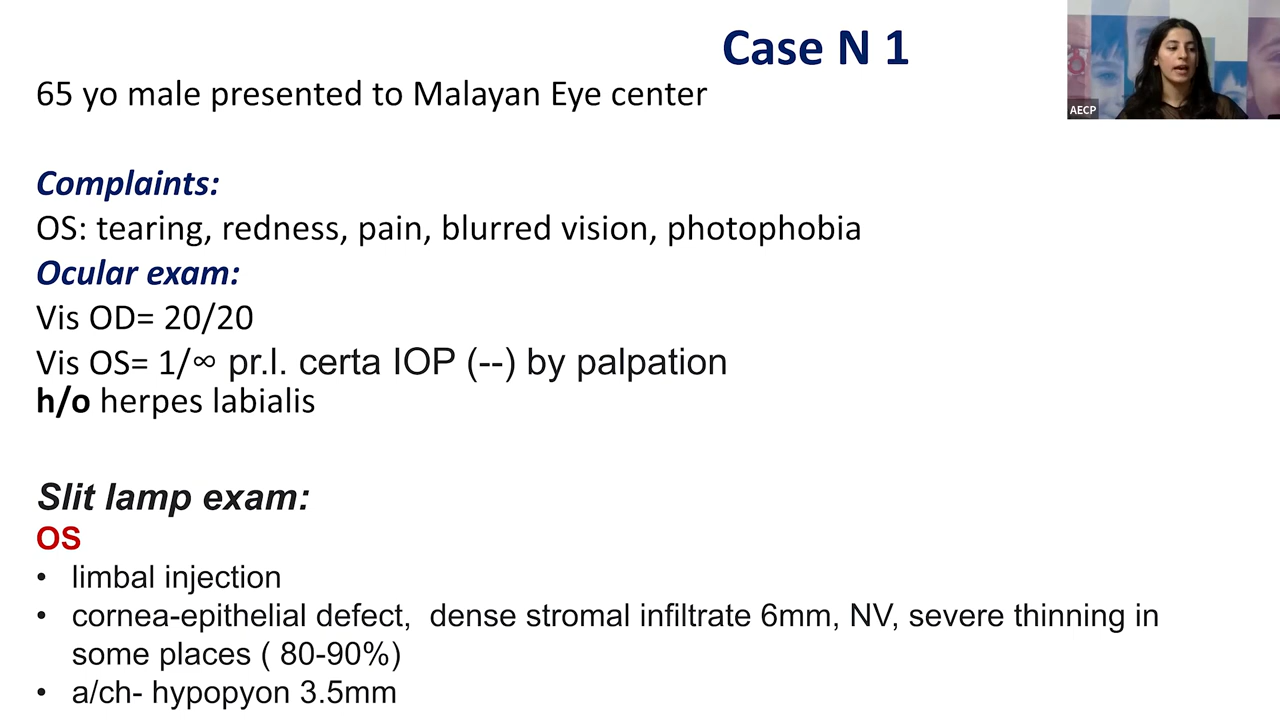 Case N 1
65 yo male presented to Malayan Eye center
AECP
Complaints:
OS: tearing, redness, pain, blurred vision, photophobia
Ocular exam:
Vis OD= 20/20
Vis OS= 1/∞ pr.l. certa IOP (--) by palpation
h/o herpes labialis
Slit lamp exam:
OS
• limbal injection
• cornea-epithelial defect, dense stromal infiltrate 6mm, NV, severe thinning in
some places ( 80-90%)
• a/ch- hypopyon 3.5mm